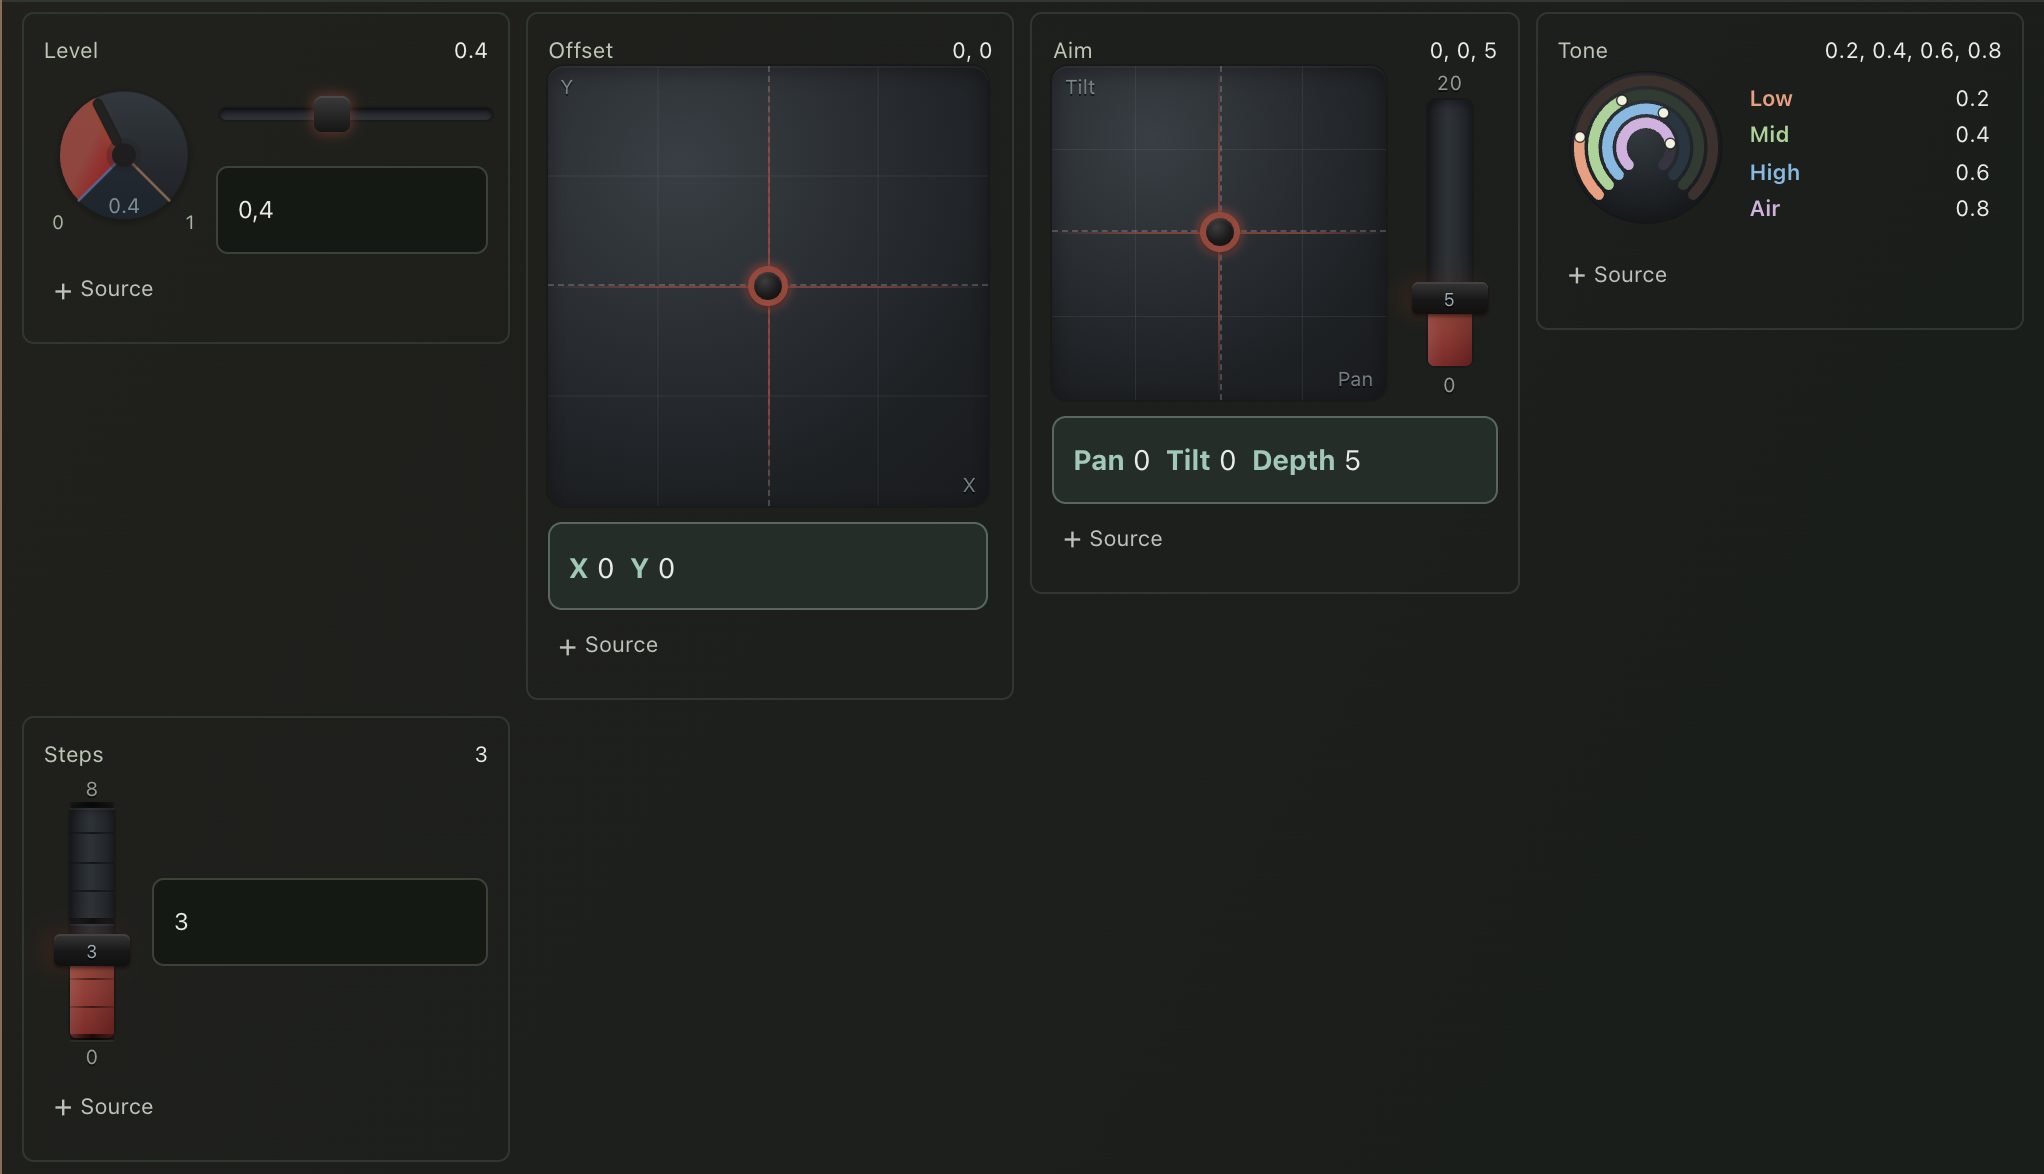 Level 0.4
0.4
0 1
0,4
+ Source
Offset 0, 0
Y
X
X 0 Y 0
+ Source
Aim 0, 0, 5
Tilt
Pan
20
5
0
Pan 0 Tilt 0 Depth 5
+ Source
Tone 0.2, 0.4, 0.6, 0.8
Low 0.2
Mid 0.4
High 0.6
Air 0.8
+ Source
Steps 3
8
3
0
3
+ Source